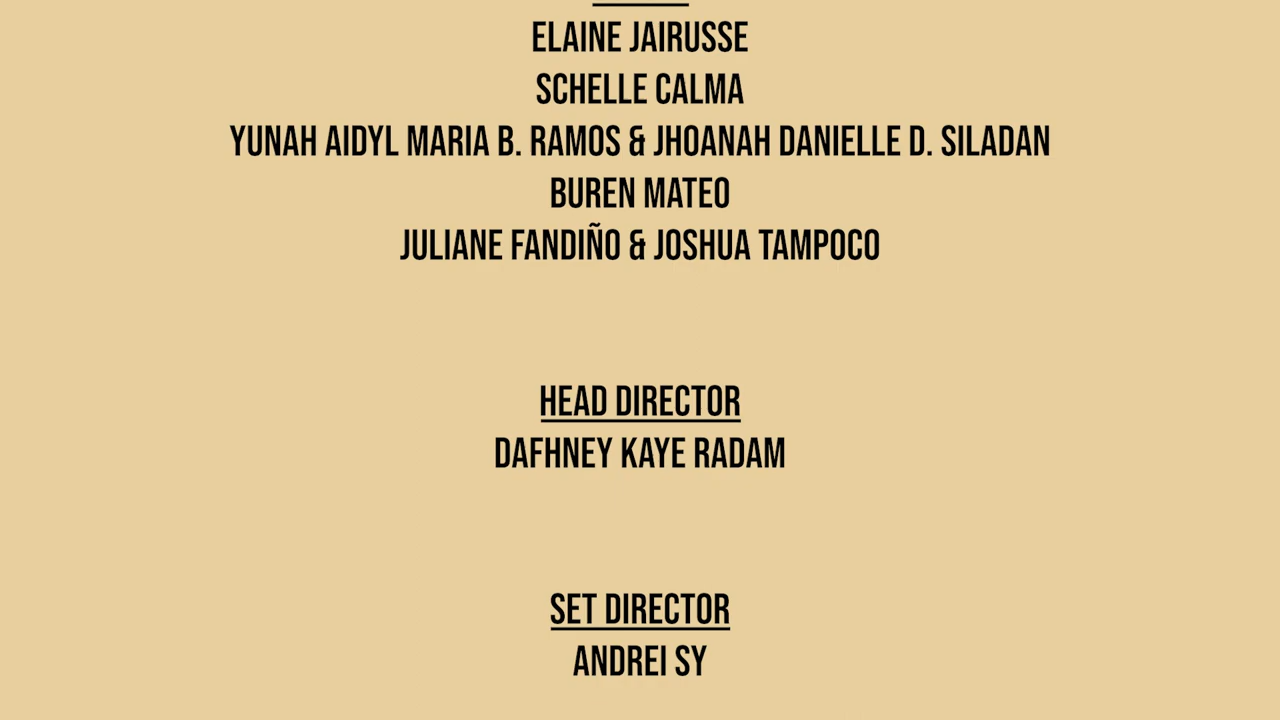 ELAINE JAIRUSSE
SCHELLE CALMA
YUNAH AIDYL MARIA B. RAMOS & JHOANAH DANIELLE D. SILADAN
BUREN MATEO
JULIANE FANDIÑO & JOSHUA TAMPOCO
HEAD DIRECTOR
DAFHNEY KAYE RADAM
SET DIRECTOR
ANDREI SY